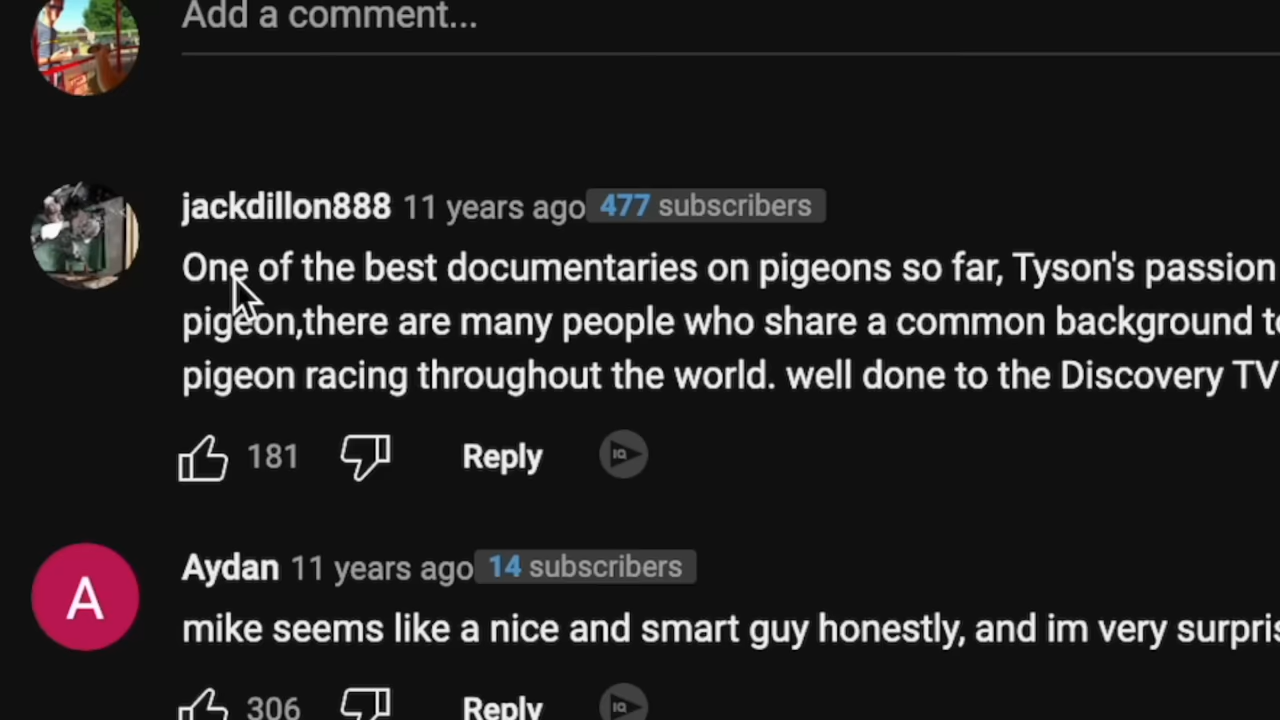 Add a comment...
jackdillon888 11 years ago 477 subscribers
One of the best documentaries on pigeons so far, Tyson's passion
pigeon,there are many people who share a common background
pigeon racing throughout the world. well done to the Discovery TV
181 Reply IQ
A
Aydan 11 years ago 14 subscribers
mike seems like a nice and smart guy honestly, and im very
306 Reply IQ